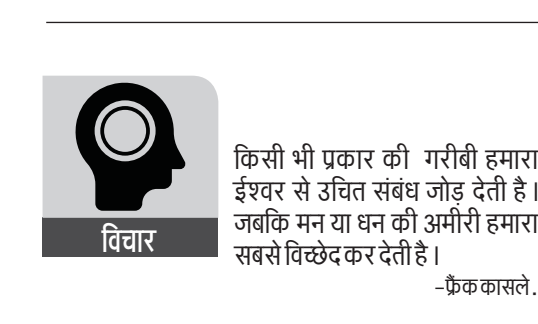 विचार
किसी भी प्रकार की गरीबी हमारा
ईश्वर से उचित संबंध जोड़ देती है।
जबकि मन या धन की अमीरी हमारा
सबसे विच्छेद कर देती है।
-फ्रैंक कासले.